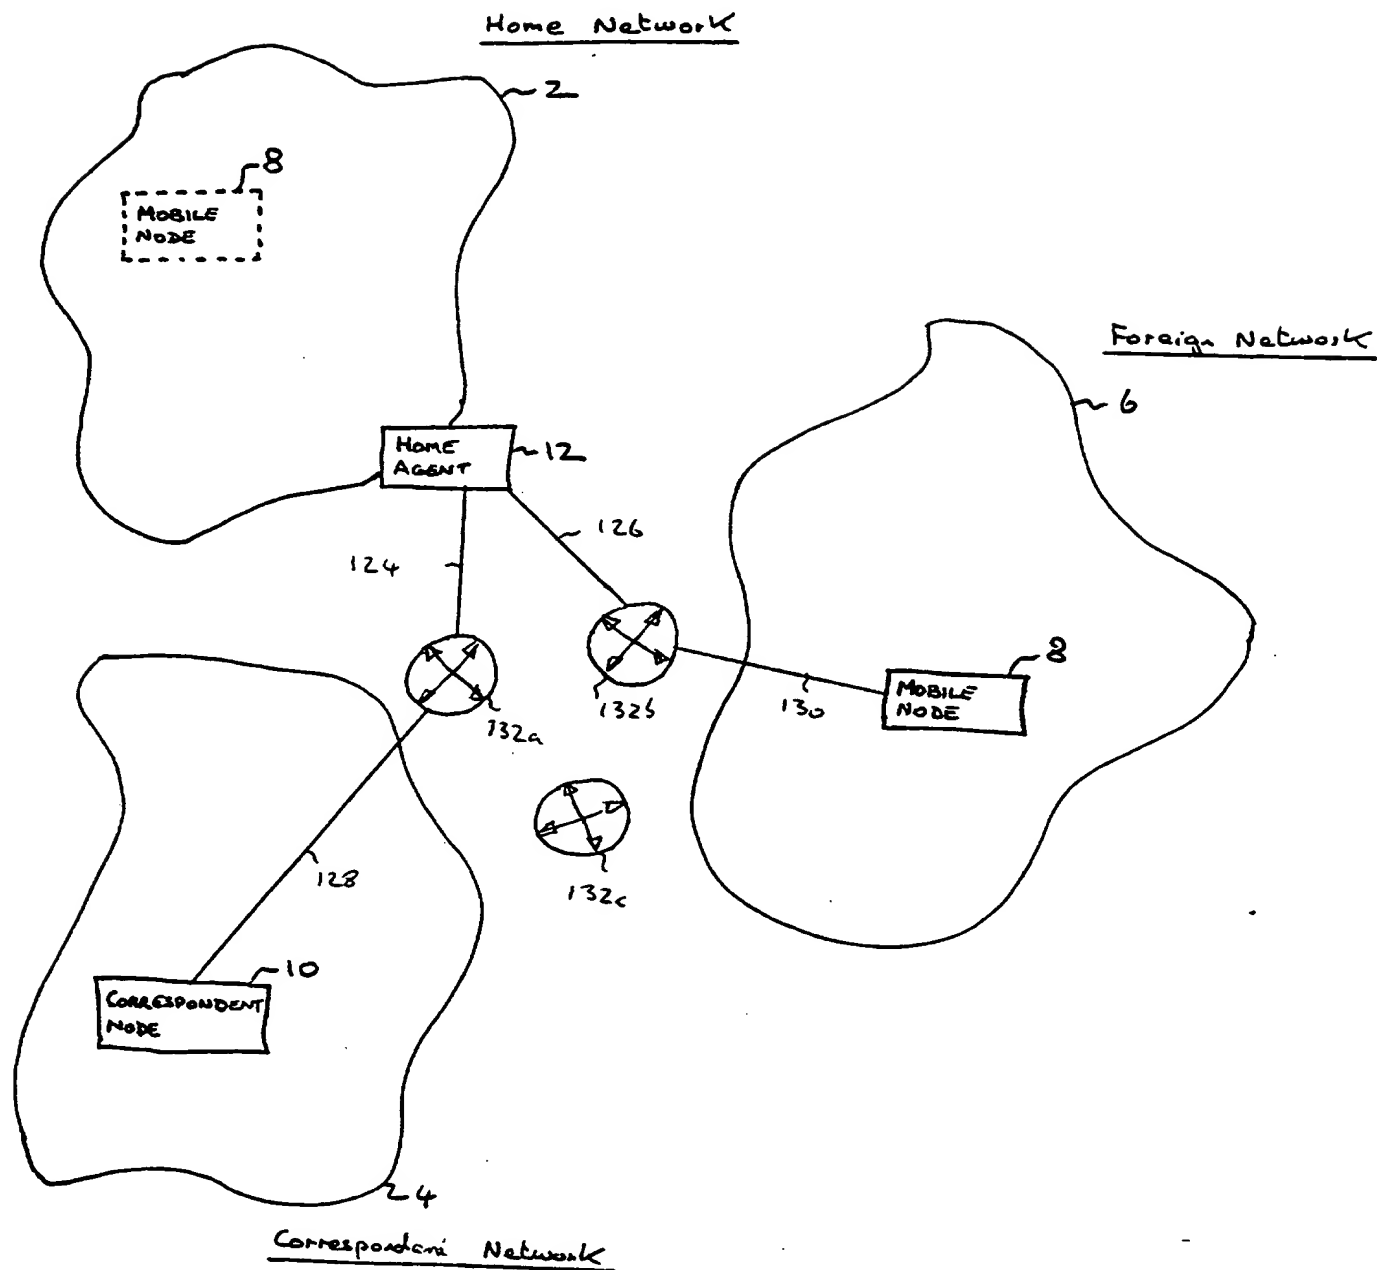 Home Network
2
8
MOBILE
NODE
Foreign Network
6
HOME
AGENT
12
126
124
8
MOBILE
NODE
130
132b
132a
132c
128
10
CORRESPONDENT
NODE
4
Correspondent Network